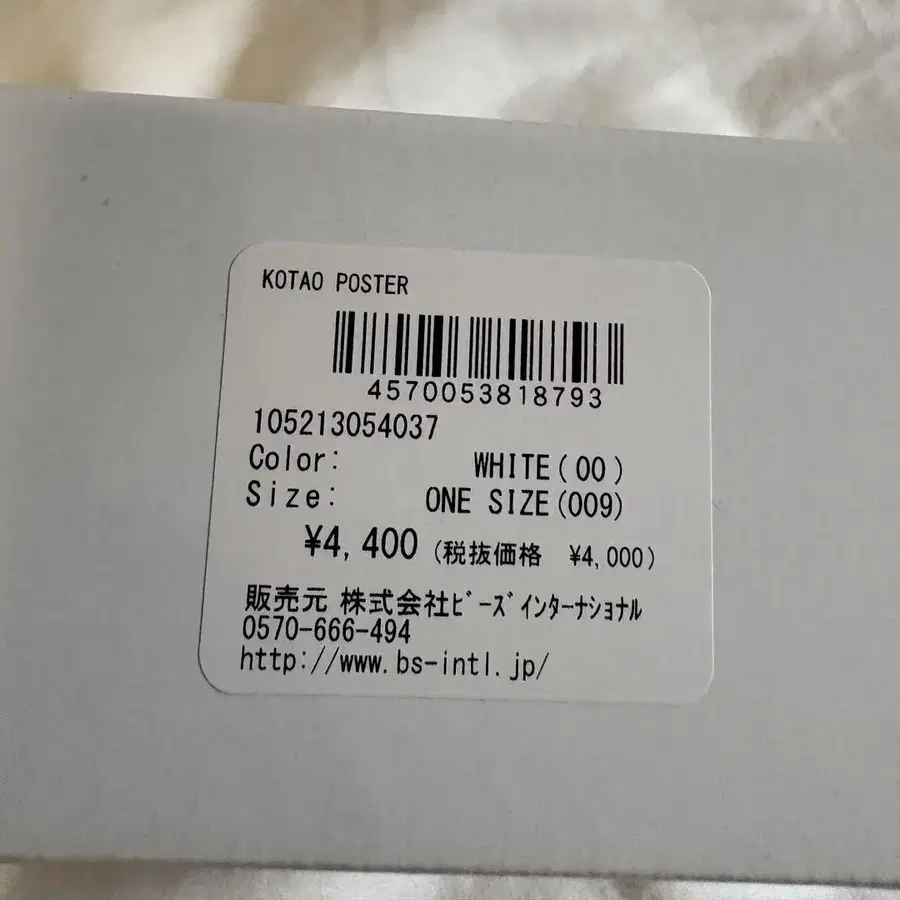 KOTAO POSTER
4570053818793
105213054037
Color: WHITE(00)
Size: ONE SIZE(009)
¥4,400 (税抜価格 ¥4,000)
販売元 株式会社ﾋﾞｰｽﾞｲﾝﾀｰﾅｼｮﾅﾙ
0570-666-494
http://www.bs-intl.jp/